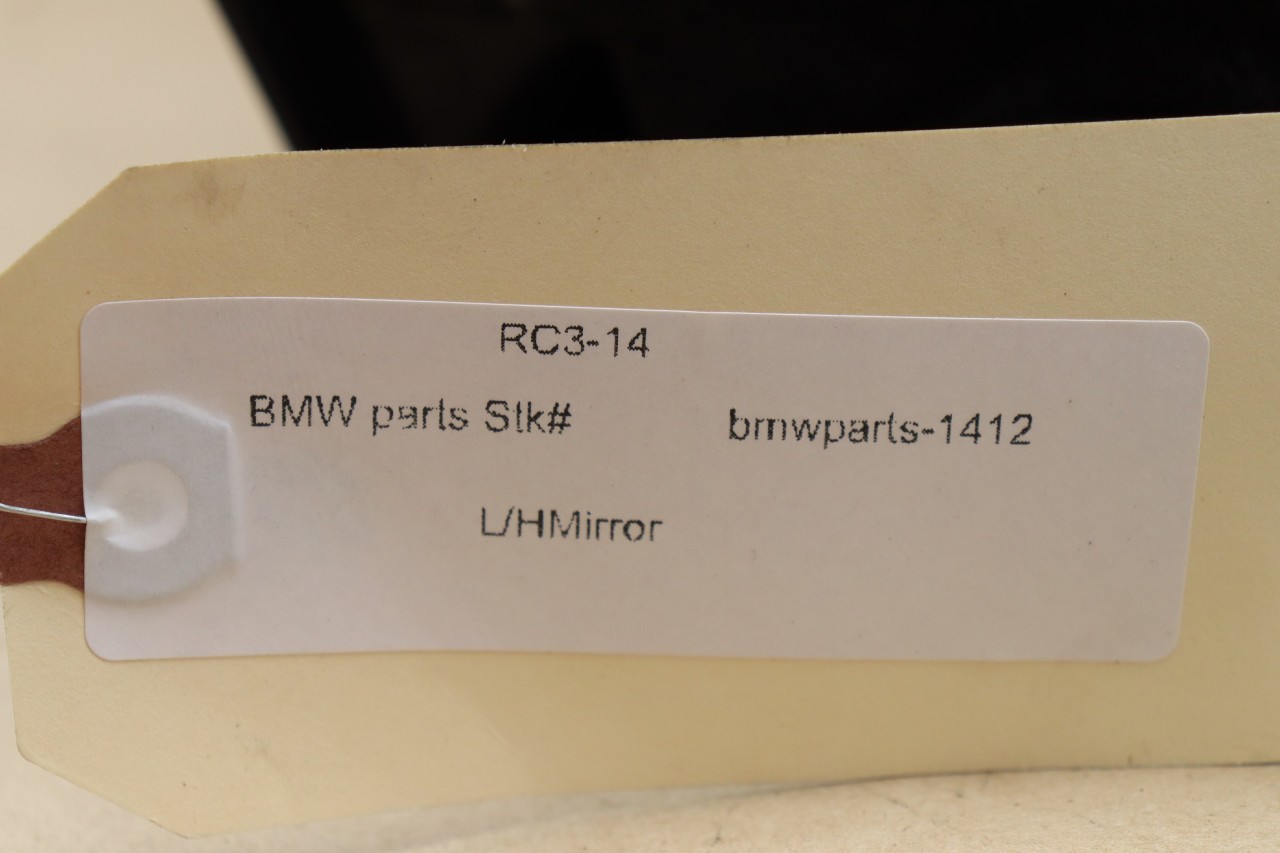 RC3-14
BMW parts Stk# bmwparts-1412
L/HMirror